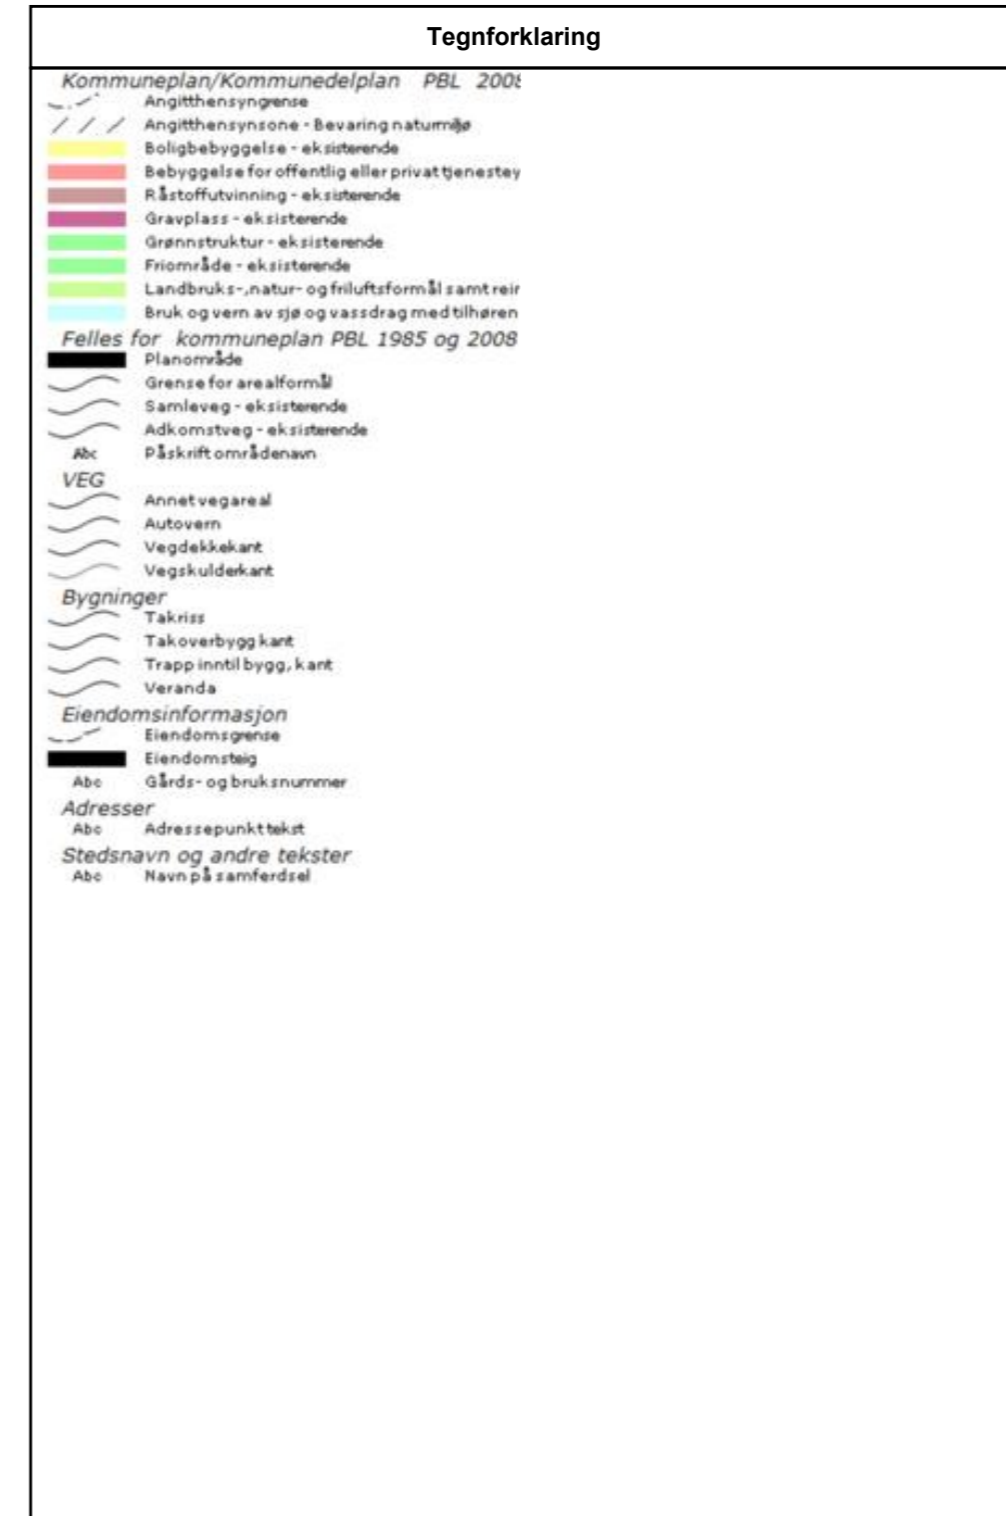 Tegnforklaring
Kommuneplan/Kommunedelplan PBL 2008
Angitthensyngrense
Angitthensynsone - Bevaring naturmiljø
Boligbebyggelse - eksisterende
Bebyggelse for offentlig eller privat tjenestey
Råstoffutvinning - eksisterende
Gravplass - eksisterende
Grønnstruktur - eksisterende
Friområde - eksisterende
Landbruks-, natur- og friluftsformål samt reir
Bruk og vern av sjø og vassdrag med tilhøren
Felles for kommuneplan PBL 1985 og 2008
Planområde
Grense for arealformål
Samleveg - eksisterende
Adkomstveg - eksisterende
Abc Påskrift områdenavn
VEG
Annet vegareal
Autovern
Vegdekkekant
Vegskulderkant
Bygninger
Takriss
Takoverbygg kant
Trapp inntil bygg, kant
Veranda
Eiendomsinformasjon
Eiendomsgrense
Eiendomsteig
Abc Gårds- og bruksnummer
Adresser
Abc Adressepunkt tekst
Stedsnavn og andre tekster
Abc Navn på samferdsel